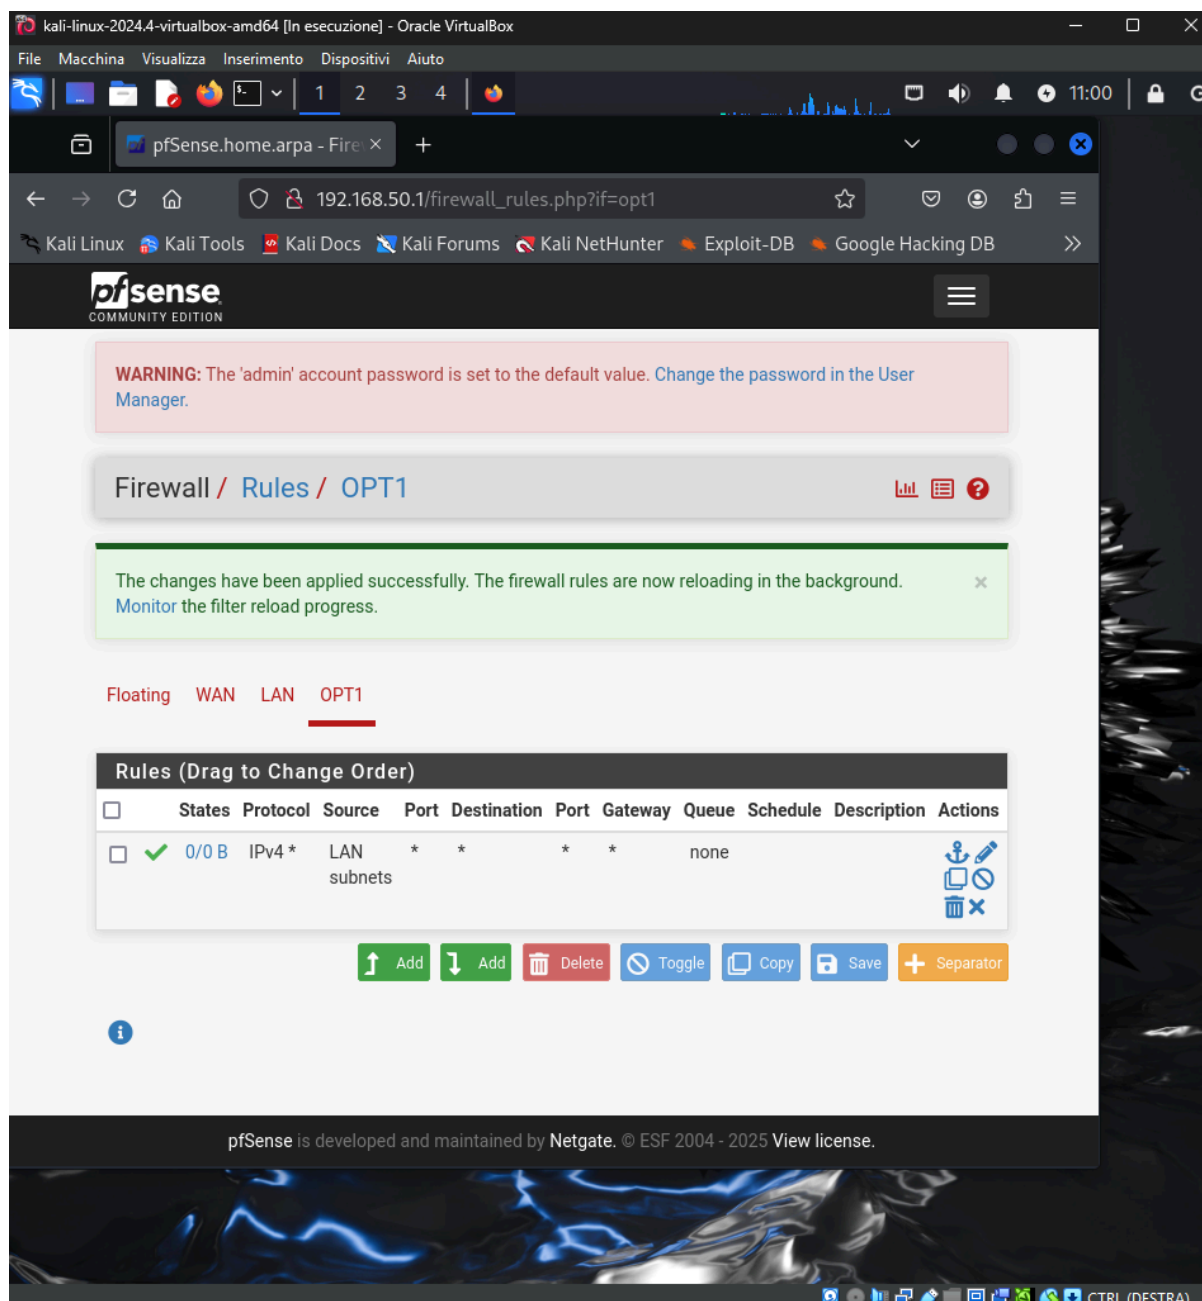 kali-linux-2024.4-virtualbox-amd64 [In esecuzione] - Oracle VirtualBox
File Macchina Visualizza Inserimento Dispositivi Aiuto
1 2 3 4 11:00
pfSense.home.arpa - Fire
192.168.50.1/firewall_rules.php?if=opt1
Kali Linux Kali Tools Kali Docs Kali Forums Kali NetHunter Exploit-DB Google Hacking DB
pfsense
COMMUNITY EDITION
WARNING: The 'admin' account password is set to the default value. Change the password in the User
Manager.
Firewall / Rules / OPT1
The changes have been applied successfully. The firewall rules are now reloading in the background.
Monitor the filter reload progress.
Floating WAN LAN OPT1
Rules (Drag to Change Order)
States Protocol Source Port Destination Port Gateway Queue Schedule Description Actions
0/0 B IPv4 * LAN * * * * none
subnets
Add Add Delete Toggle Copy Save Separator
pfSense is developed and maintained by Netgate. © ESF 2004 - 2025 View license.
CTRL (DESTRA)